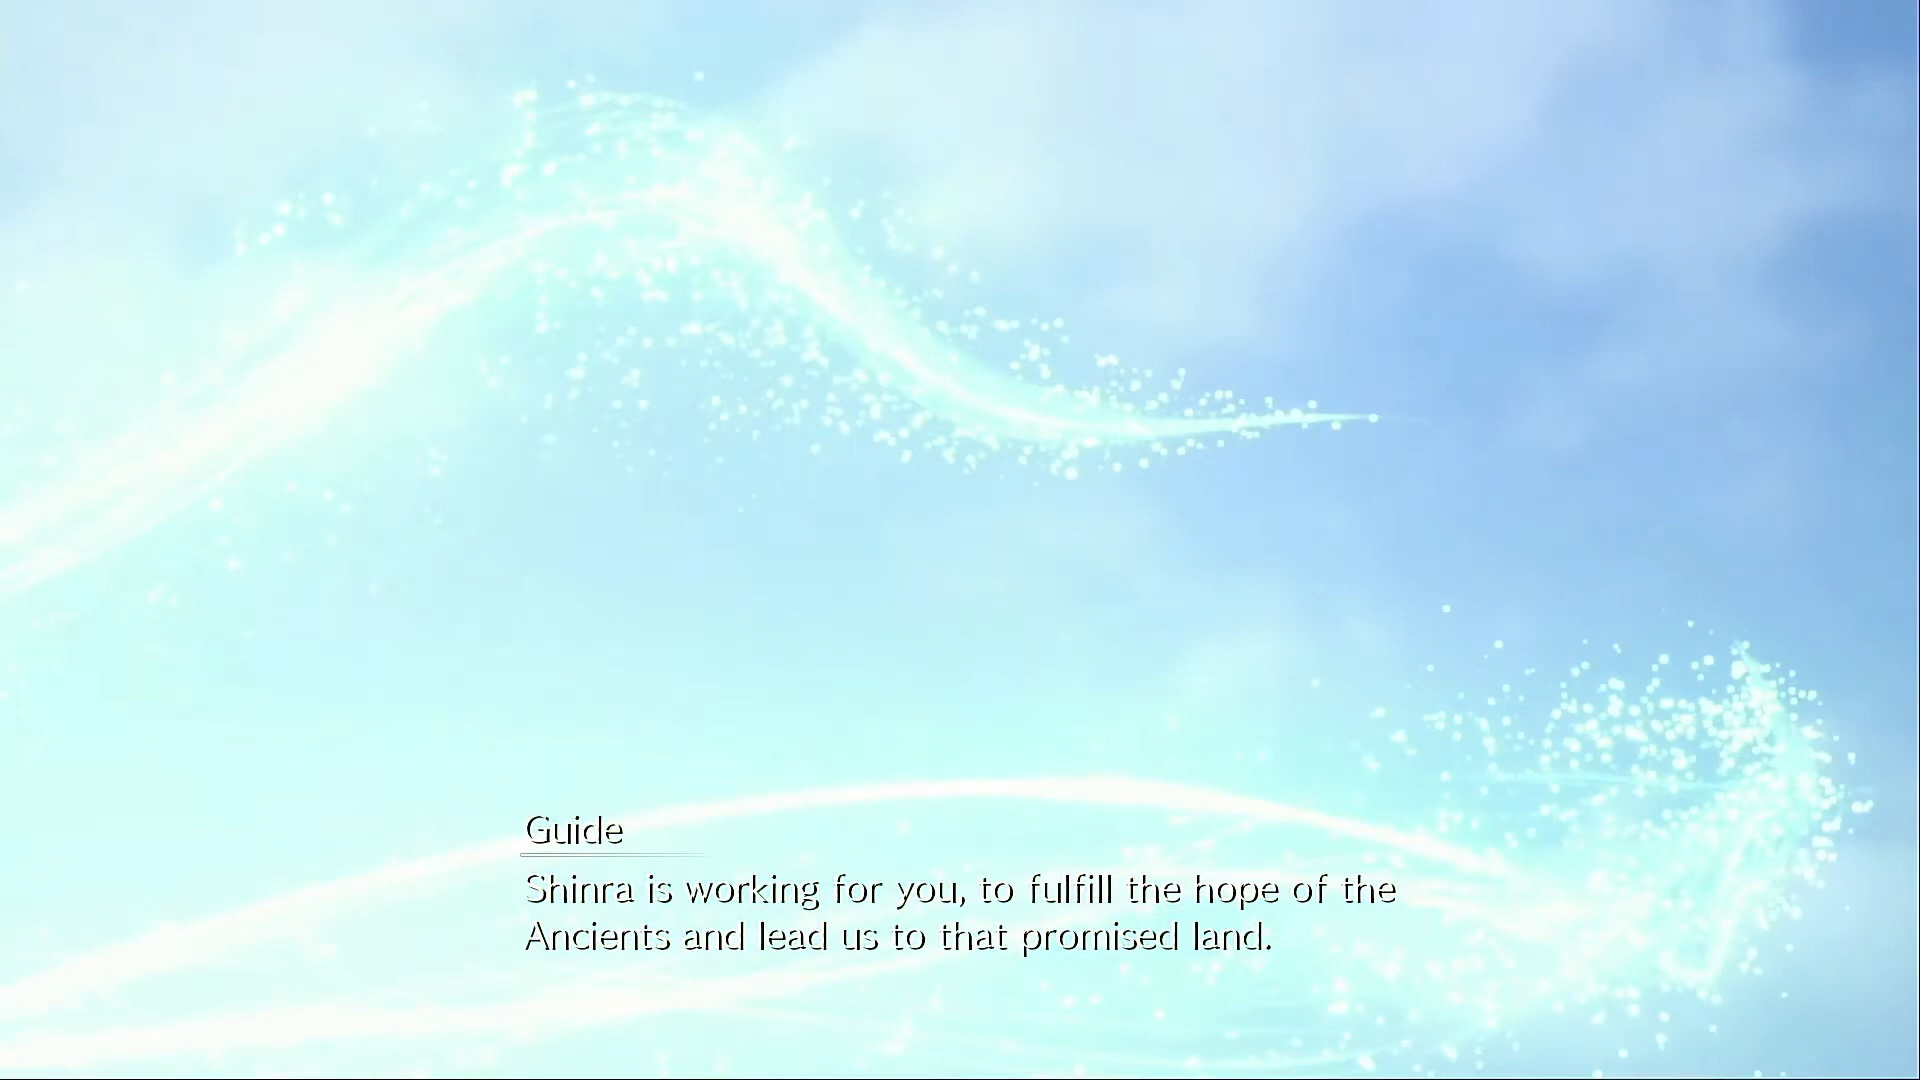 Guide
Shinra is working for you, to fulfill the hope of the
Ancients and lead us to that promised land.